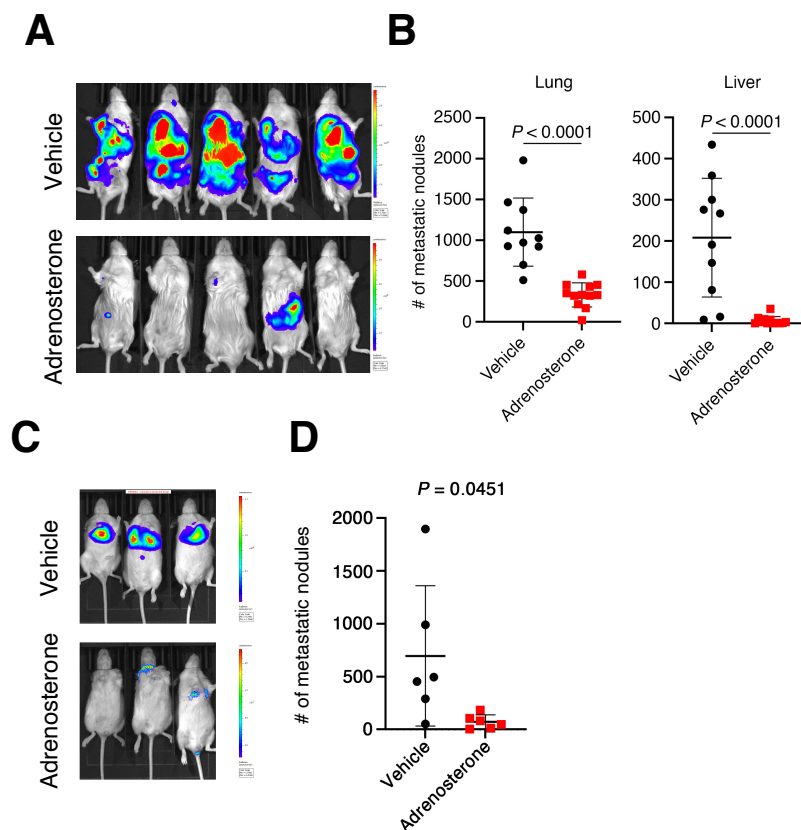 A
B
Vehicle
Adrenosterone
Lung
Liver
# of metastatic nodules
2500
2000
1500
1000
500
0
P < 0.0001
Vehicle
Adrenosterone
500
400
300
200
100
0
P < 0.0001
Vehicle
Adrenosterone
C
D
Vehicle
Adrenosterone
P = 0.0451
# of metastatic nodules
2000
1500
1000
500
0
Vehicle
Adrenosterone